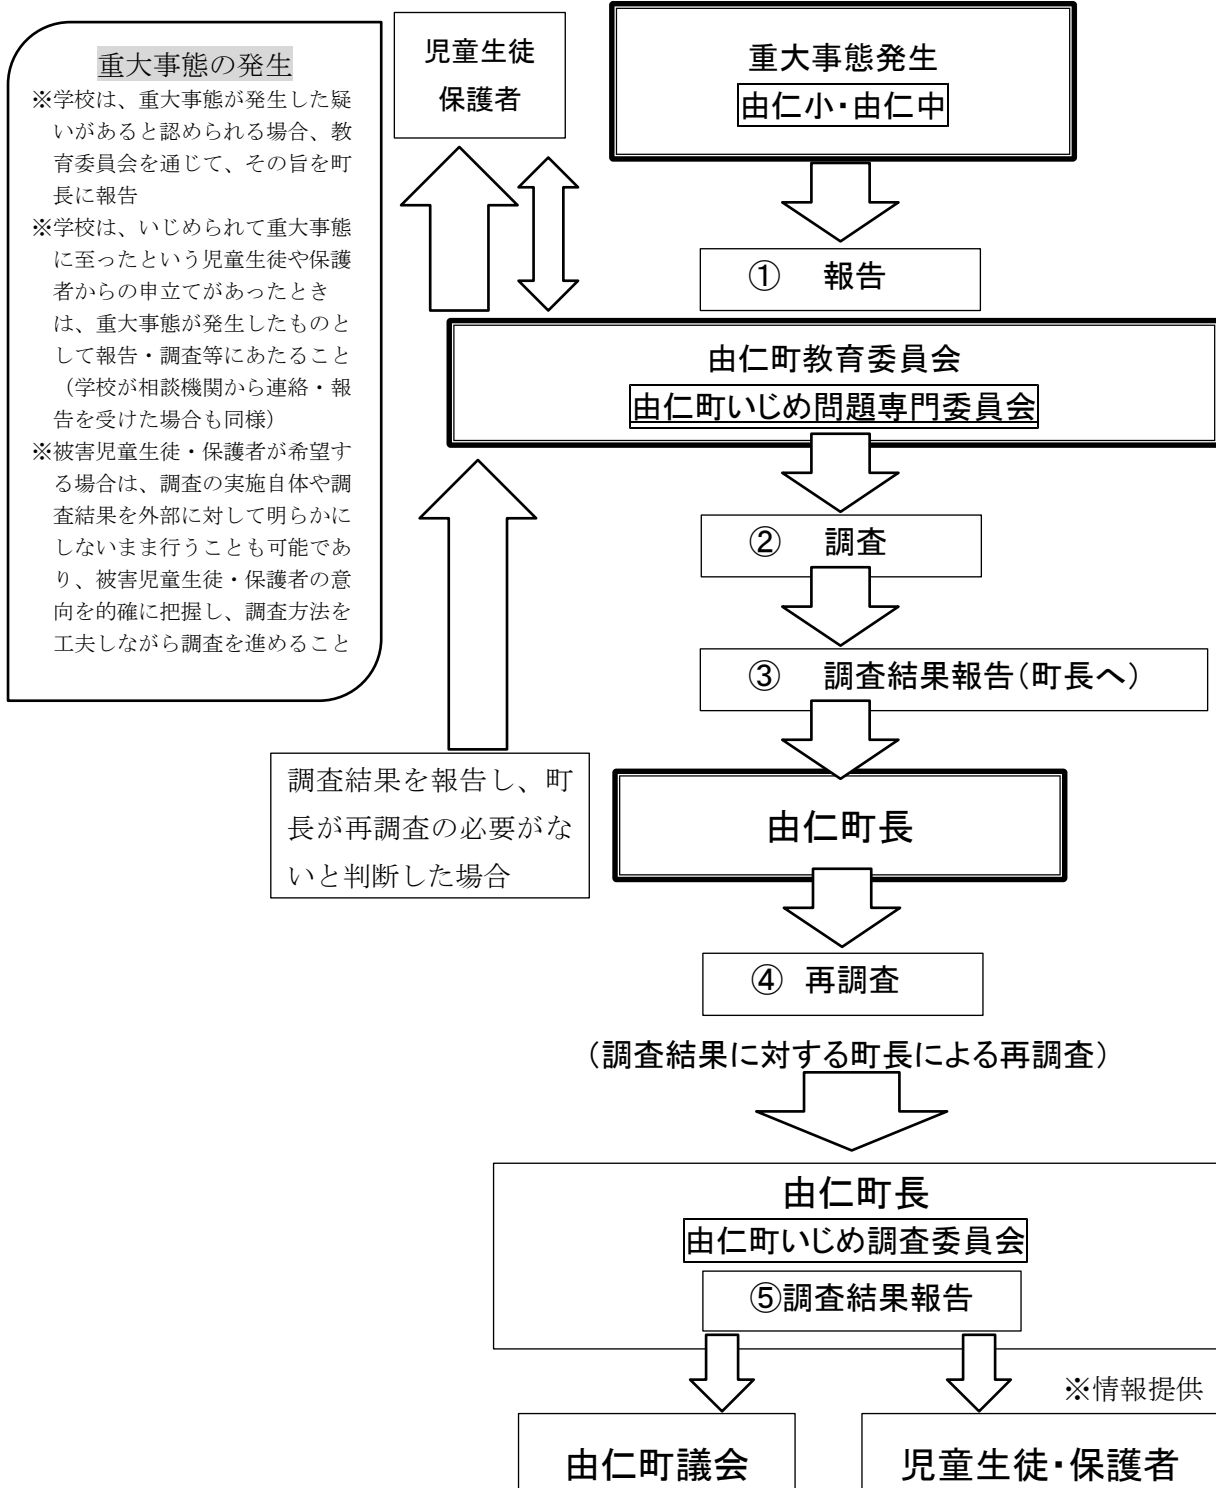 重大事態の発生
※学校は、重大事態が発生した疑
いがあると認められる場合、教
育委員会を通じて、その旨を町
長に報告
※学校は、いじめられて重大事態
に至ったという児童生徒や保護
者からの申立てがあったとき
は、重大事態が発生したものと
して報告・調査等にあたること
（学校が相談機関から連絡・報
告を受けた場合も同様）
※被害児童生徒・保護者が希望す
る場合は、調査の実施自体や調
査結果を外部に対して明らかに
しないまま行うことも可能であ
り、被害児童生徒・保護者の意
向を的確に把握し、調査方法を
工夫しながら調査を進めること
児童生徒
保護者
重大事態発生
由仁小・由仁中
① 報告
由仁町教育委員会
由仁町いじめ問題専門委員会
② 調査
③ 調査結果報告（町長へ）
調査結果を報告し、町
長が再調査の必要がな
いと判断した場合
由仁町長
④ 再調査
（調査結果に対する町長による再調査）
由仁町長
由仁町いじめ調査委員会
⑤調査結果報告
※情報提供
由仁町議会
児童生徒・保護者